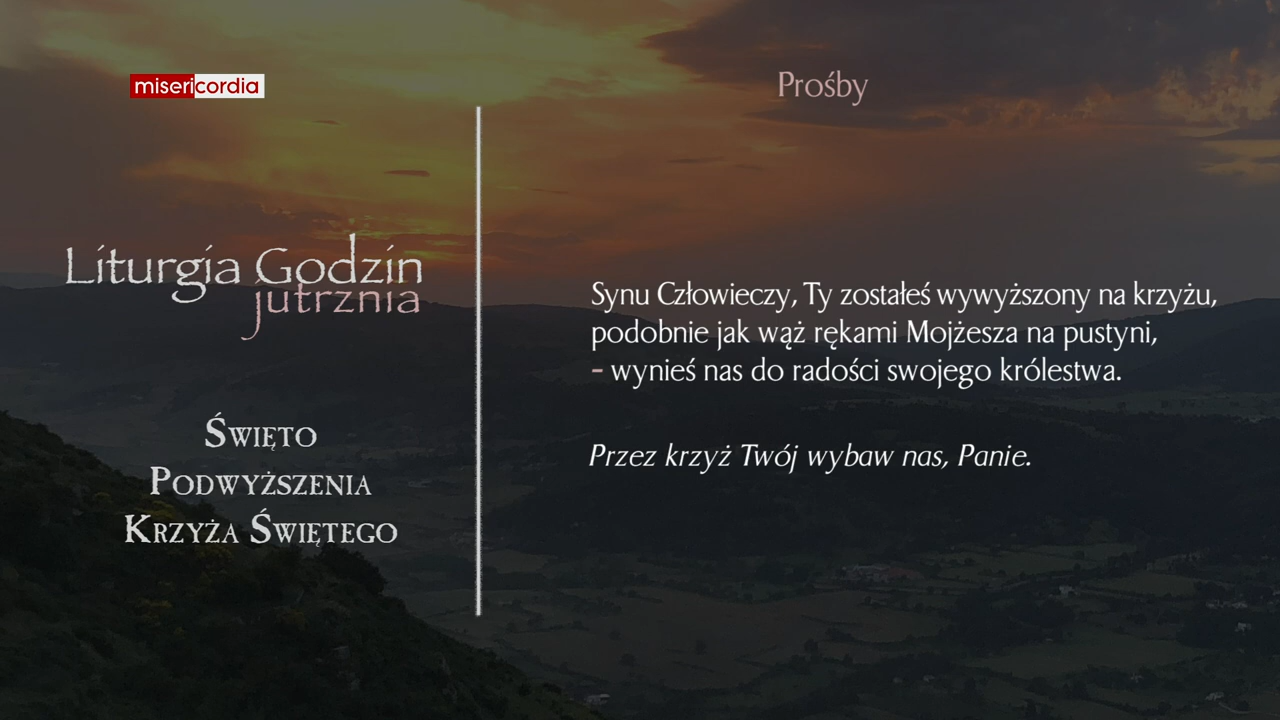 misericordia
Liturgia Godzin
jutrznia
Święto
Podwyższenia
Krzyża Świętego
Prośby
Synu Człowieczy, Ty zostałeś wywyższony na krzyżu,
podobnie jak wąż rękami Mojżesza na pustyni,
- wynieś nas do radości swojego królestwa.
Przez krzyż Twój wybaw nas, Panie.